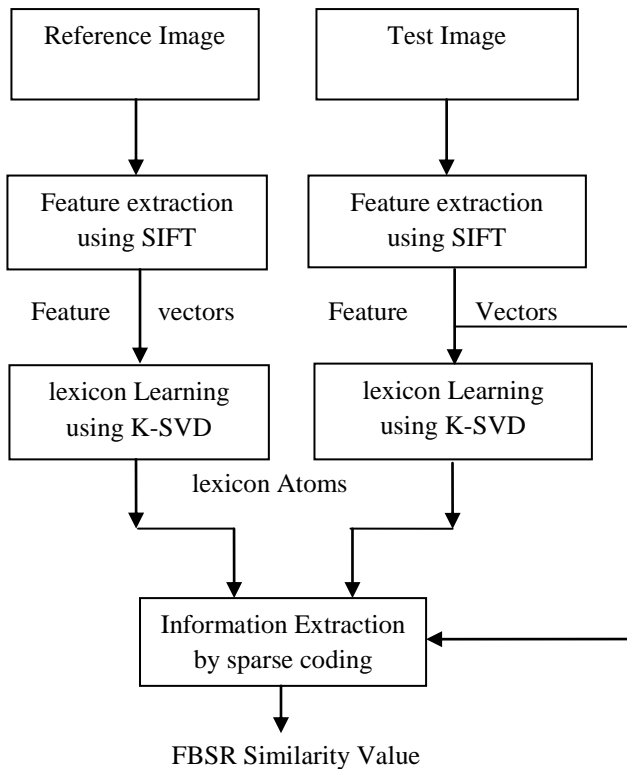 Reference Image
Test Image
Feature extraction
using SIFT
Feature extraction
using SIFT
Feature vectors
Feature Vectors
lexicon Learning
using K-SVD
lexicon Learning
using K-SVD
lexicon Atoms
Information Extraction
by sparse coding
FBSR Similarity Value